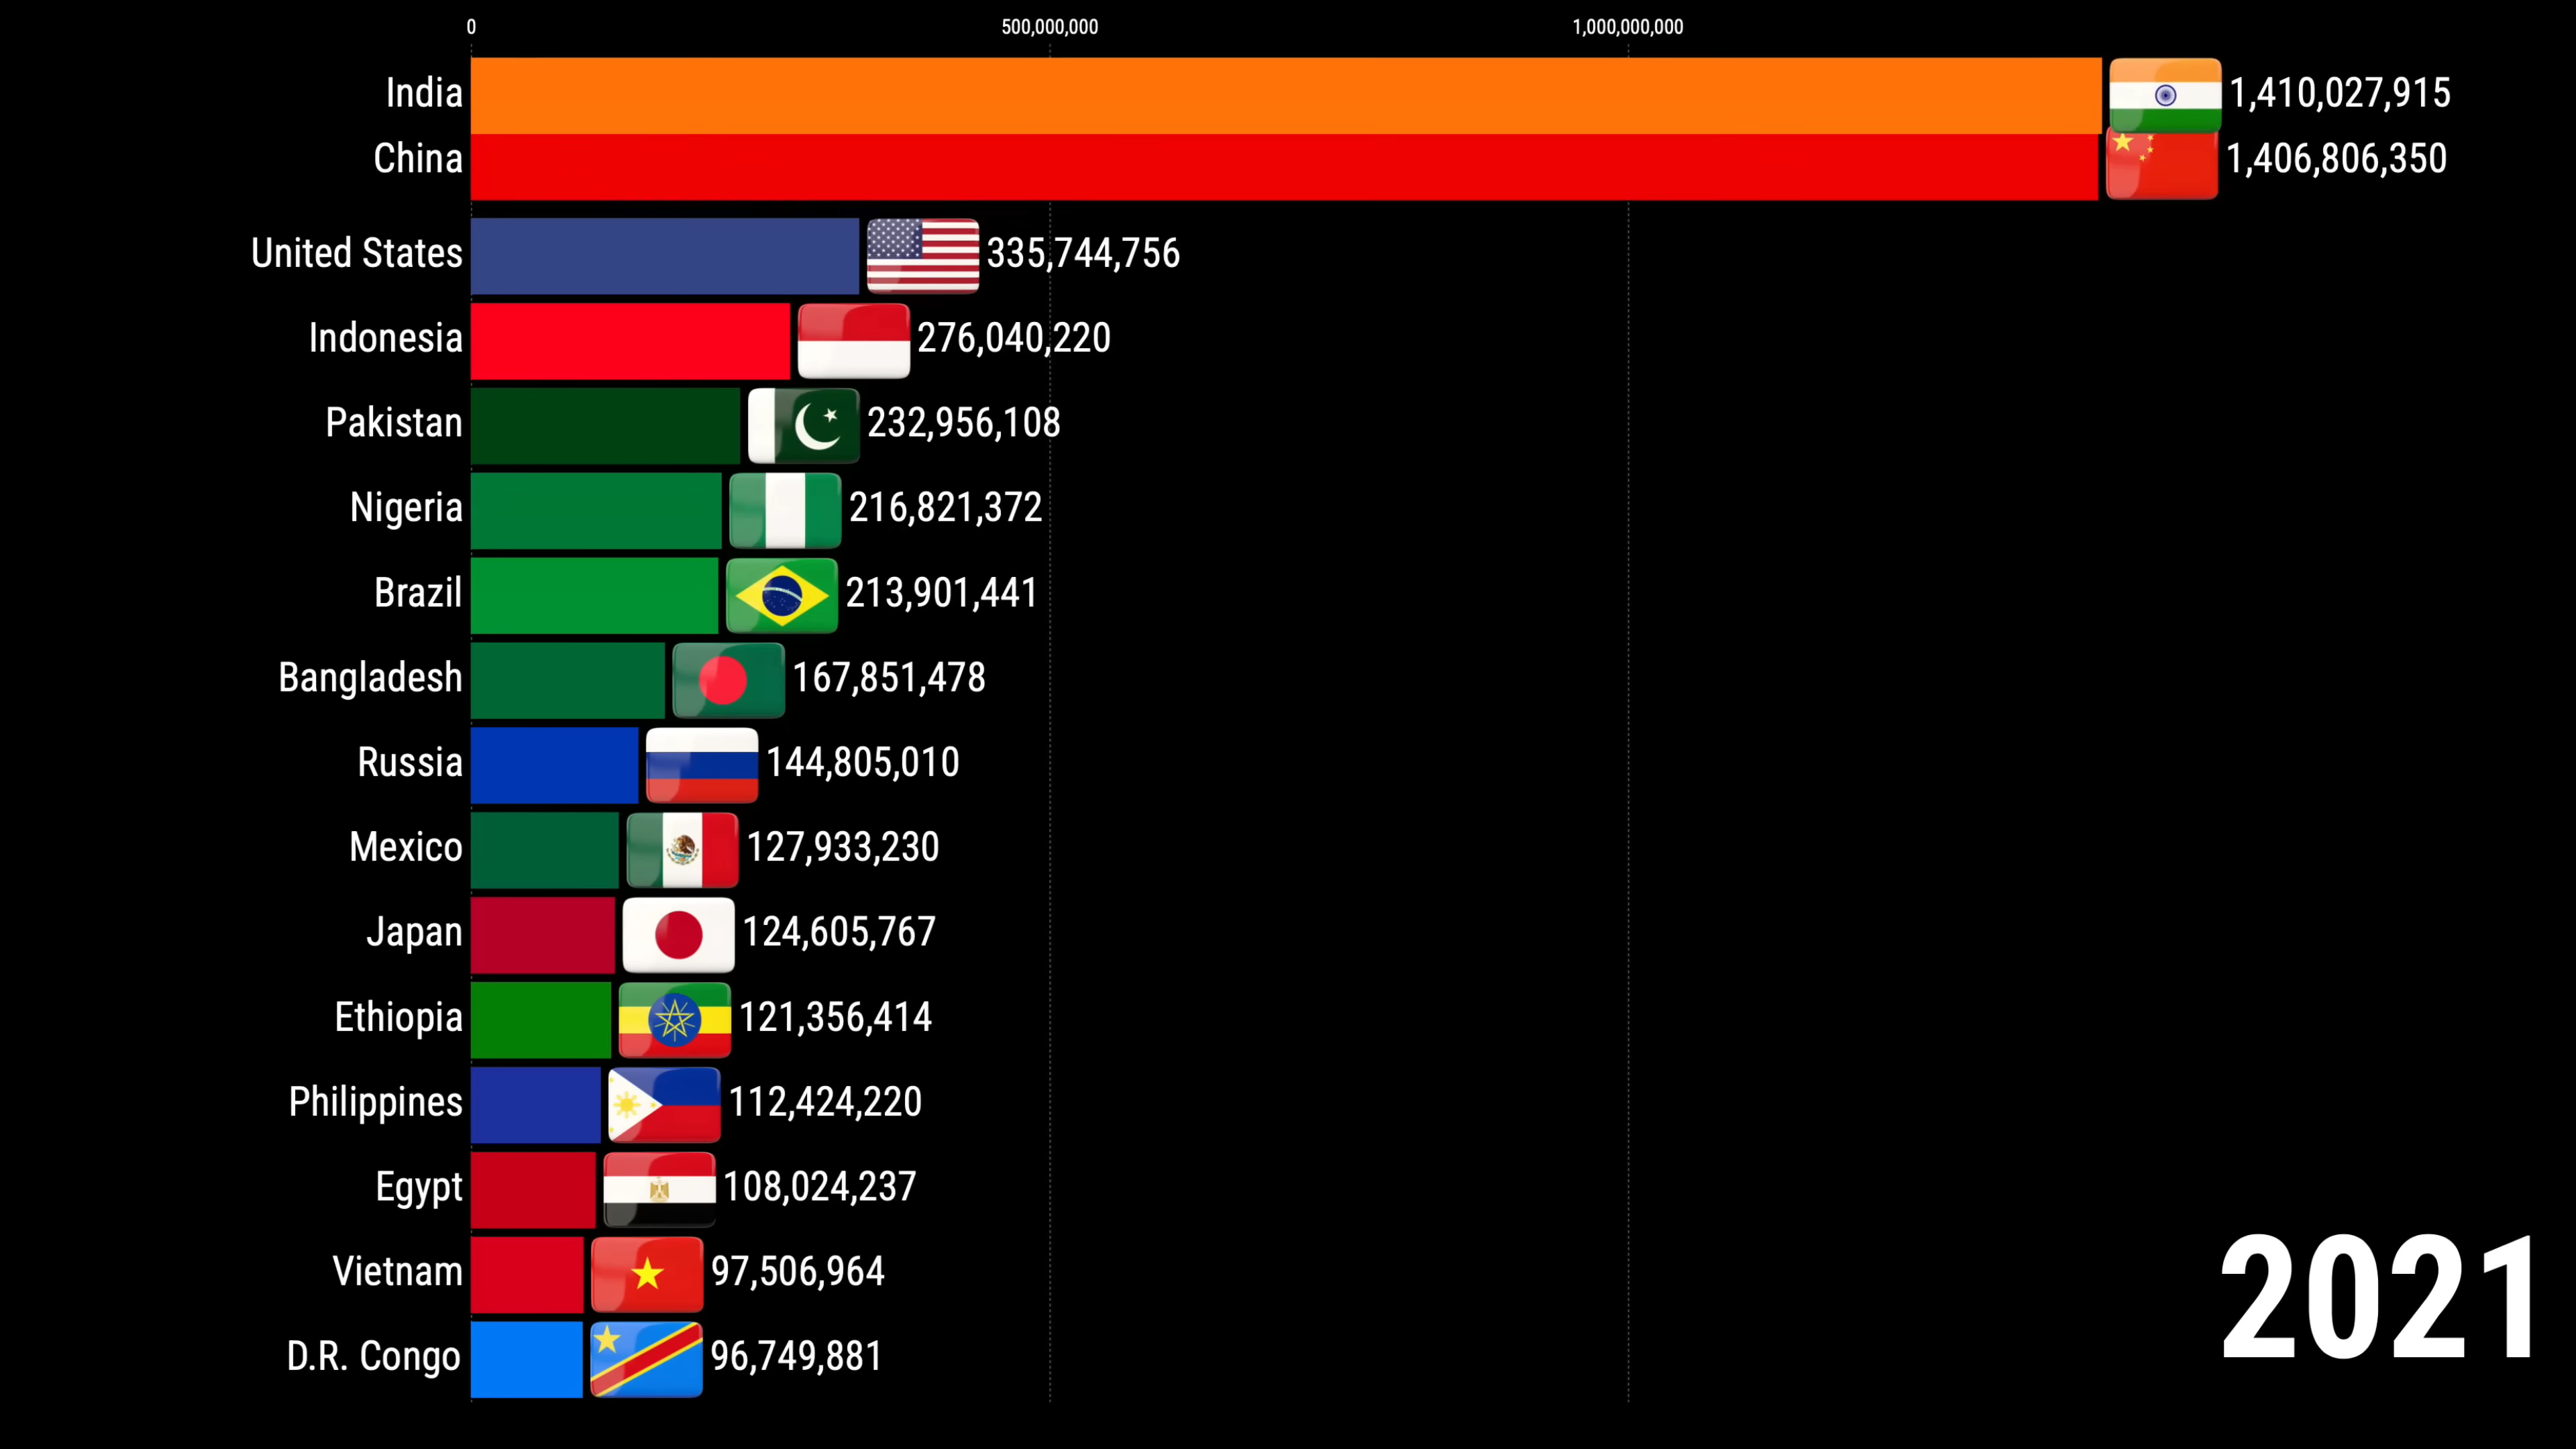 0 500,000,000 1,000,000,000
India 1,410,027,915
China 1,406,806,350
United States 335,744,756
Indonesia 276,040,220
Pakistan 232,956,108
Nigeria 216,821,372
Brazil 213,901,441
Bangladesh 167,851,478
Russia 144,805,010
Mexico 127,933,230
Japan 124,605,767
Ethiopia 121,356,414
Philippines 112,424,220
Egypt 108,024,237
Vietnam 97,506,964
D.R. Congo 96,749,881
2021